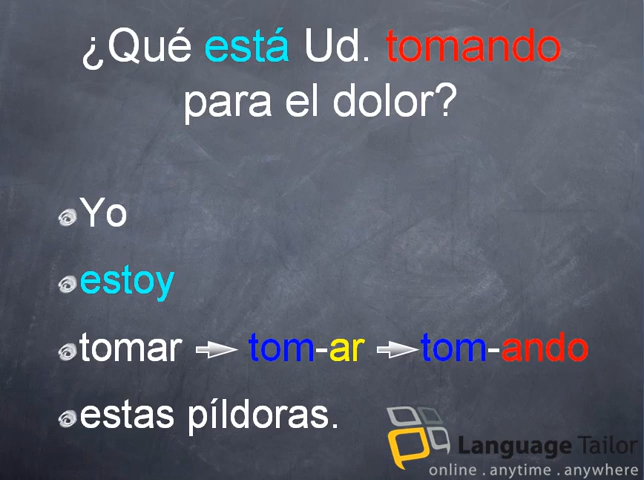 ¿Qué está Ud. tomando
para el dolor?
Yo
estoy
tomar tom-ar tom-ando
estas píldoras.
Language Tailor
online . anytime . anywhere